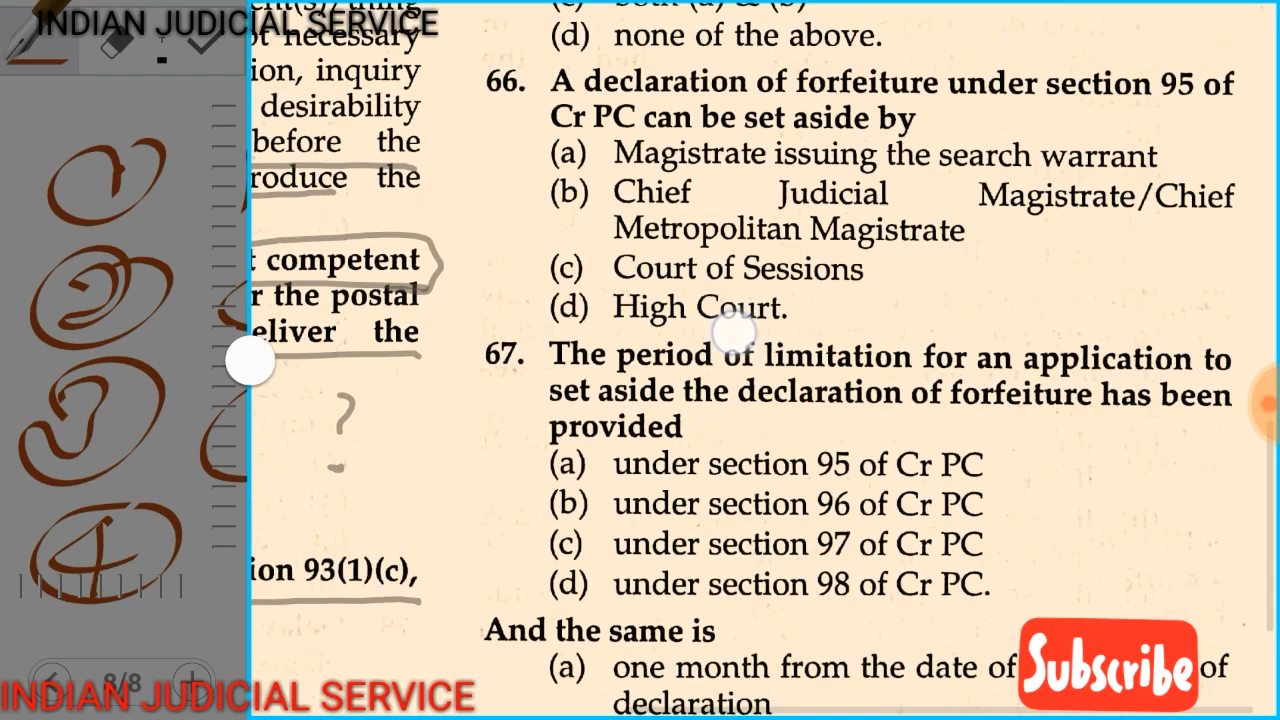 INDIAN JUDICIAL SERVICE
necessary
ion, inquiry
desirability
before the
roduce the
competent
r the postal
eliver the
?
ion 93(1)(c),
(d) none of the above.
66. A declaration of forfeiture under section 95 of
Cr PC can be set aside by
(a) Magistrate issuing the search warrant
(b) Chief Judicial Magistrate/Chief
Metropolitan Magistrate
(c) Court of Sessions
(d) High Court.
67. The period of limitation for an application to
set aside the declaration of forfeiture has been
provided
(a) under section 95 of Cr PC
(b) under section 96 of Cr PC
(c) under section 97 of Cr PC
(d) under section 98 of Cr PC.
And the same is
(a) one month from the date of of
declaration
Subscribe
8/8
INDIAN JUDICIAL SERVICE